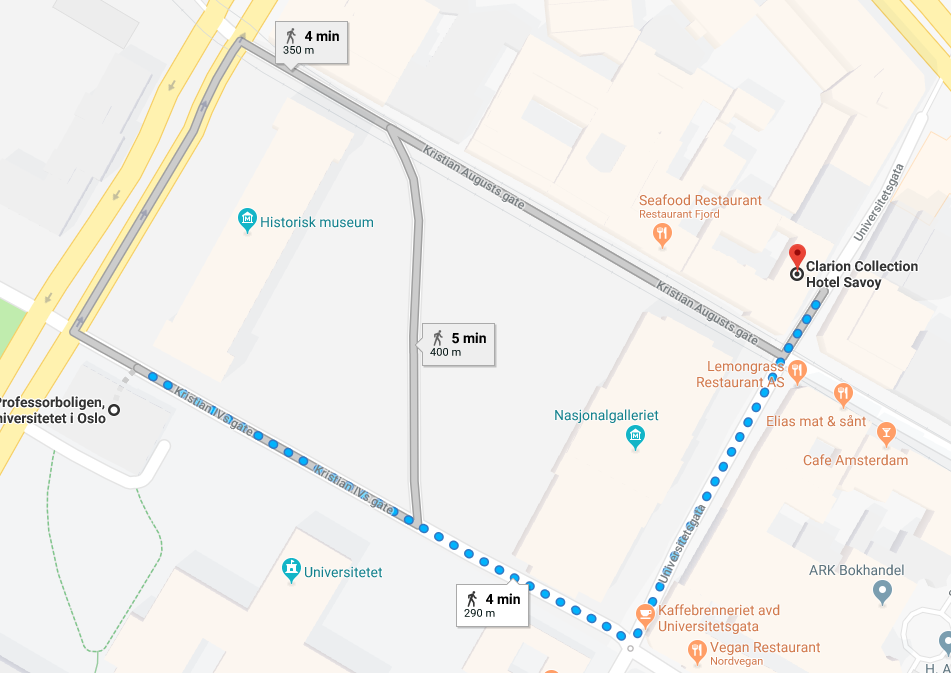 4 min
350 m
Kristian Augusts gate
Universitetsgata
Seafood Restaurant
Restaurant Fjord
Historisk museum
Clarion Collection
Hotel Savoy
Kristian Augusts gate
5 min
400 m
Lemongrass
Restaurant AS
Professorboligen,
niversitetet i Oslo
Kristian IVs gate
Nasjonalgalleriet
Elias mat & sånt
Cafe Amsterdam
Kristian IVs gate
Universitetsgata
Universitetet
ARK Bokhandel
4 min
290 m
Kaffebrenneriet avd
Universitetsgata
Vegan Restaurant
Nordvegan
H. A